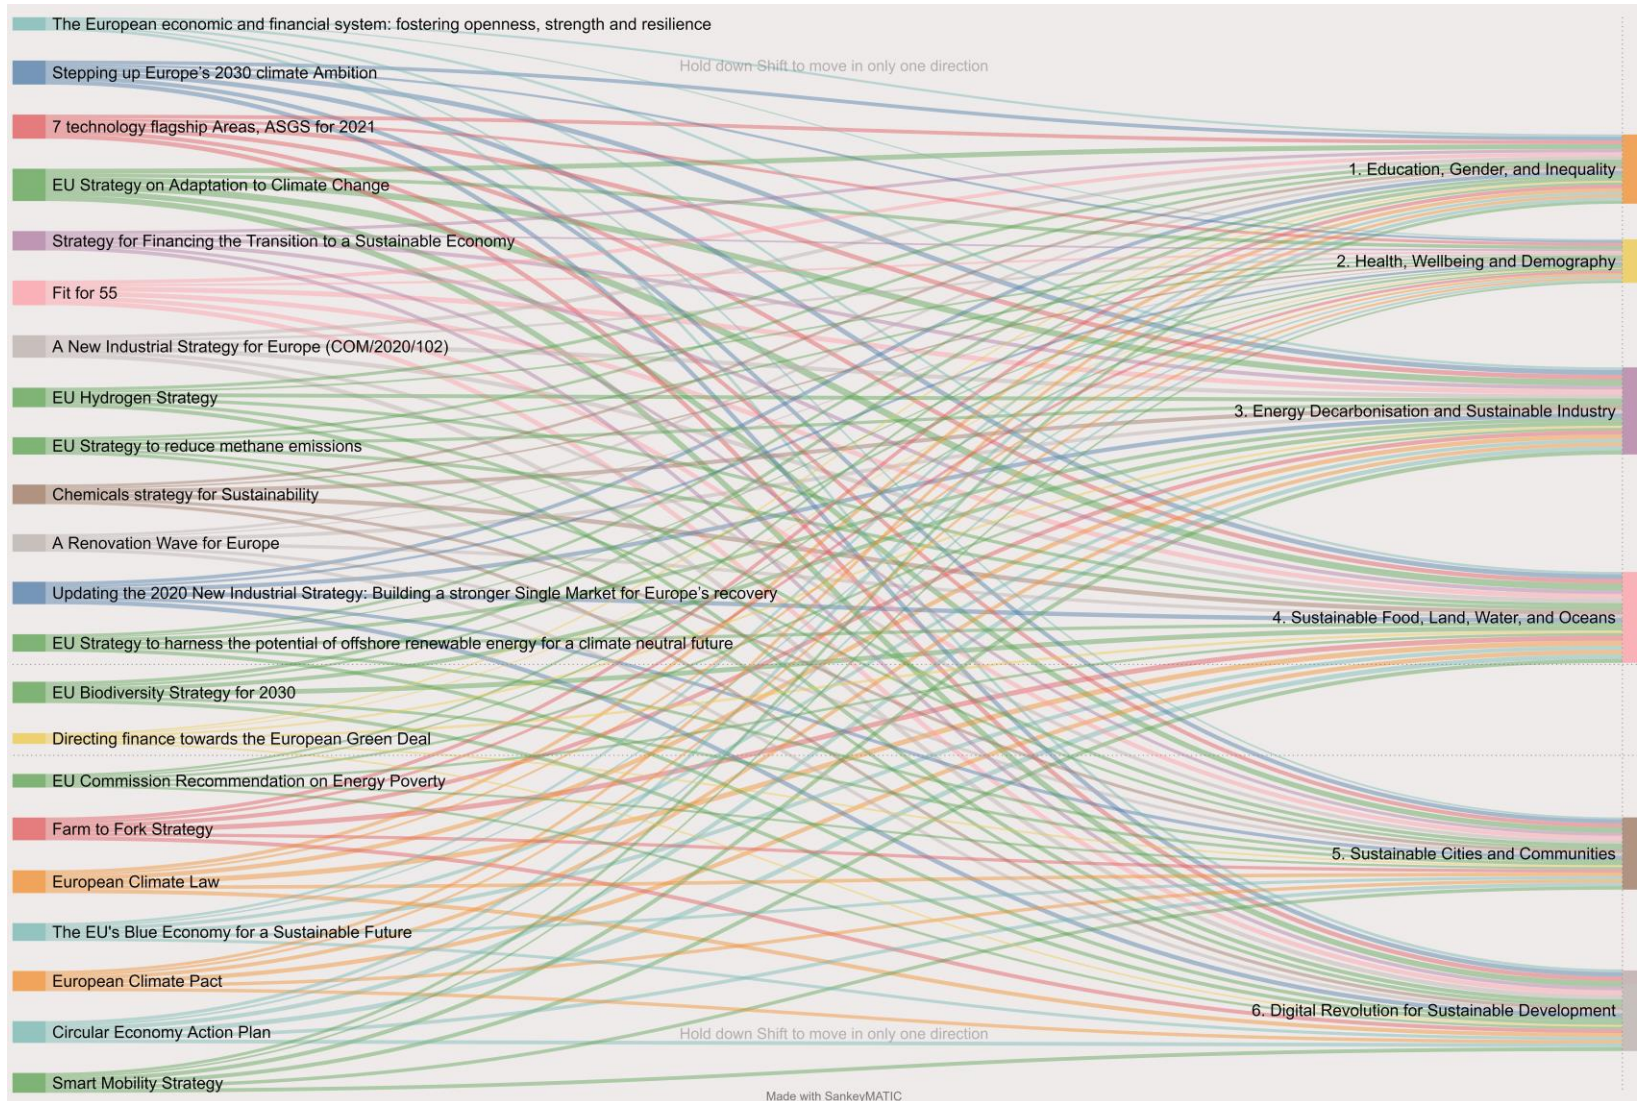 The European economic and financial system: fostering openness, strength and resilience
Hold down Shift to move in only one direction
Stepping up Europe's 2030 climate Ambition
7 technology flagship Areas, ASGS for 2021
EU Strategy on Adaptation to Climate Change
Strategy for Financing the Transition to a Sustainable Economy
Fit for 55
A New Industrial Strategy for Europe (COM/2020/102)
EU Hydrogen Strategy
EU Strategy to reduce methane emissions
Chemicals strategy for Sustainability
A Renovation Wave for Europe
Updating the 2020 New Industrial Strategy: Building a stronger Single Market for Europe's recovery
EU Strategy to harness the potential of offshore renewable energy for a climate neutral future
EU Biodiversity Strategy for 2030
Directing finance towards the European Green Deal
EU Commission Recommendation on Energy Poverty
Farm to Fork Strategy
European Climate Law
The EU's Blue Economy for a Sustainable Future
European Climate Pact
Circular Economy Action Plan
Smart Mobility Strategy
1. Education, Gender, and Inequality
2. Health, Wellbeing and Demography
3. Energy Decarbonisation and Sustainable Industry
4. Sustainable Food, Land, Water, and Oceans
5. Sustainable Cities and Communities
6. Digital Revolution for Sustainable Development
Hold down Shift to move in only one direction
Made with SankeyMATIC